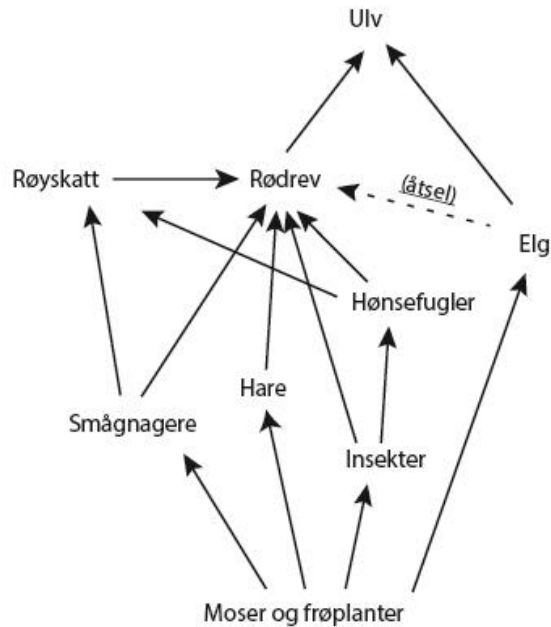 Ulv
Røyskatt
Rødrev
(åtsel)
Elg
Hønsefugler
Hare
Smågnagere
Insekter
Moser og frøplanter